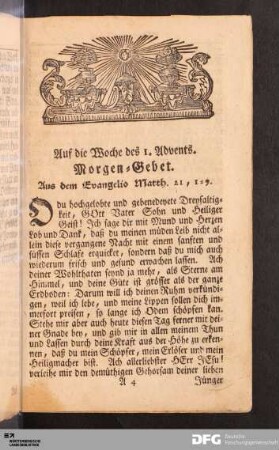 Auf die Woche des 1. Advents.
Morgen-Gebet.
Aus dem Evangelio Matth. 21, 1-9.
O du hochgelobte und gebenedeyete Dreyfaltig-
keit, GOtt Vater Sohn und Heiliger
Geist! Ich sage dir mit Mund und Herzen
Lob und Dank, daß du meinen müden Leib nicht al-
lein diese vergangene Nacht mit einem sanften und
süssen Schlaf erquicket, sondern daß du mich auch
wiederum frisch und gesund erwachen lassen. Ach
deiner Wohlthaten seynd ja mehr, als Sterne am
Himmel, und deine Güte ist grösser als der ganze
Erdboden: Darum will ich deinen Ruhm verkündi-
gen, weil ich lebe, und meine Lippen sollen dich im-
merfort preisen, so lange ich Odem schöpfen kan.
Stehe mir aber auch heute diesen Tag ferner mit dei-
ner Gnade bey, und gib mir in allem meinem Thun
und Lassen durch deine Kraft aus der Höhe zu erken-
nen, daß du mein Schöpfer, mein Erlöser und mein
Heiligmacher bist. Ach allerliebster HErr JEsu!
verleihe mir den demüthigen Gehorsam deiner lieben
A 4 Jünger
DFG Deutsche
Forschungsgemeinschaft